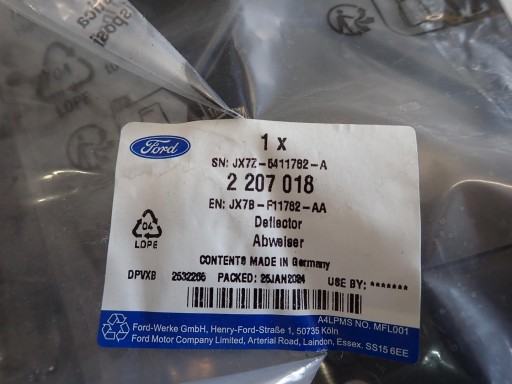 Ford
1 x
SN: JX7Z-5411782-A
2 207 018
EN: JX7B-F11782-AA
Deflector
Abweiser
04
LDPE
CONTENTS MADE IN Germany
DPVXB 2532266 PACKED: 25JAN2024 USE BY: *******
A4LPMS NO. MFL001
Ford-Werke GmbH, Henry-Ford-Straße 1, 50735 Köln
Ford Motor Company Limited, Arterial Road, Laindon, Essex, SS15 6EE